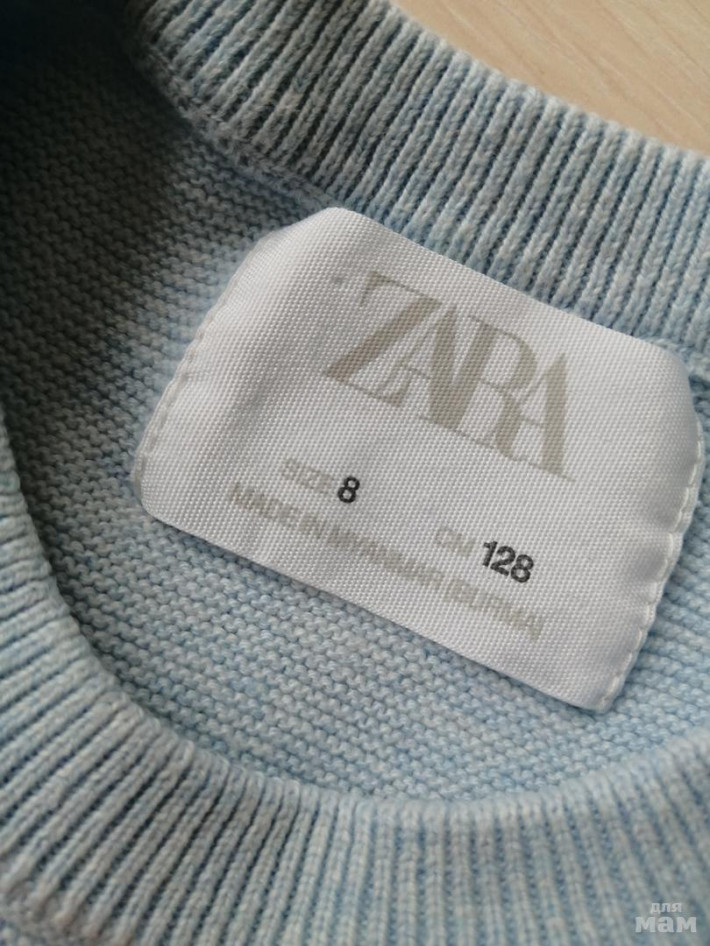 ZARA
SIZE 8 CM 128
MADE IN MYANMAR (BURMA)
для
мам